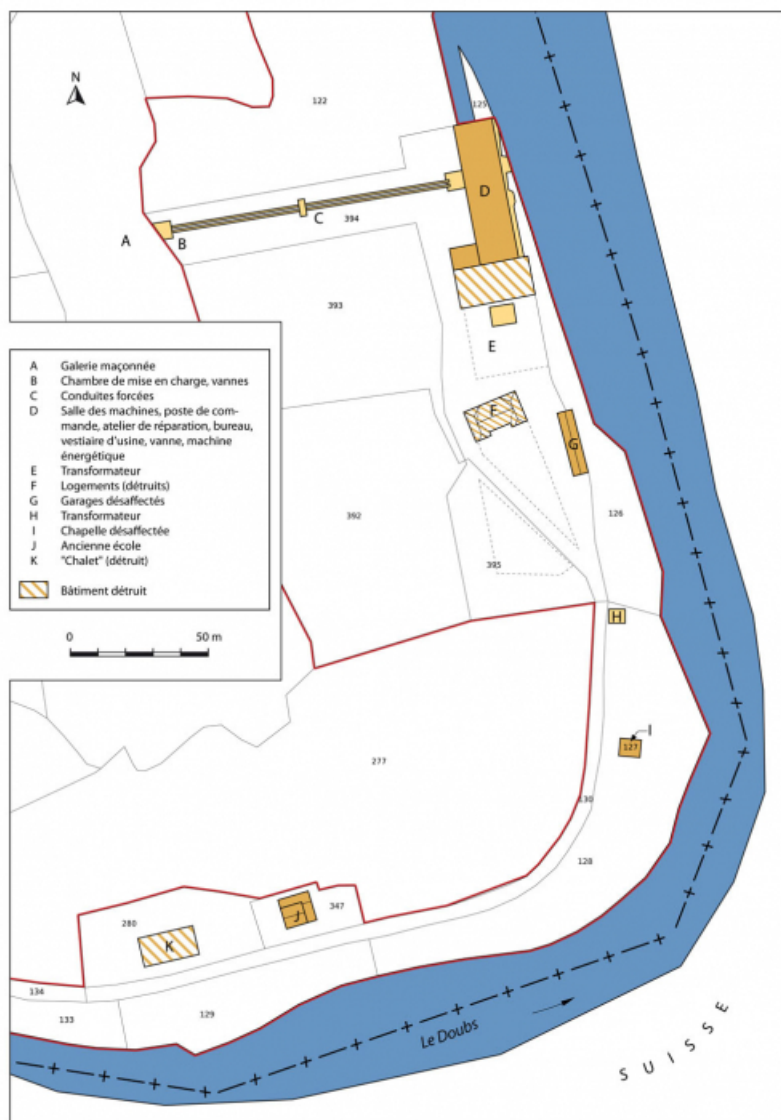 N
122
125
D
C
394
A
B
393
E
F
G
392
126
395
H
A Galerie maçonnée
B Chambre de mise en charge, vannes
C Conduites forcées
D Salle des machines, poste de com-
mande, atelier de réparation, bureau,
vestiaire d'usine, vanne, machine
énergétique
E Transformateur
F Logements (détruits)
G Garages désaffectés
H Transformateur
I Chapelle désaffectée
J Ancienne école
K "Chalet" (détruit)
Bâtiment détruit
0 50 m
I
127
277
130
128
280
347
J
K
134
133
129
Le Doubs
SUISSE